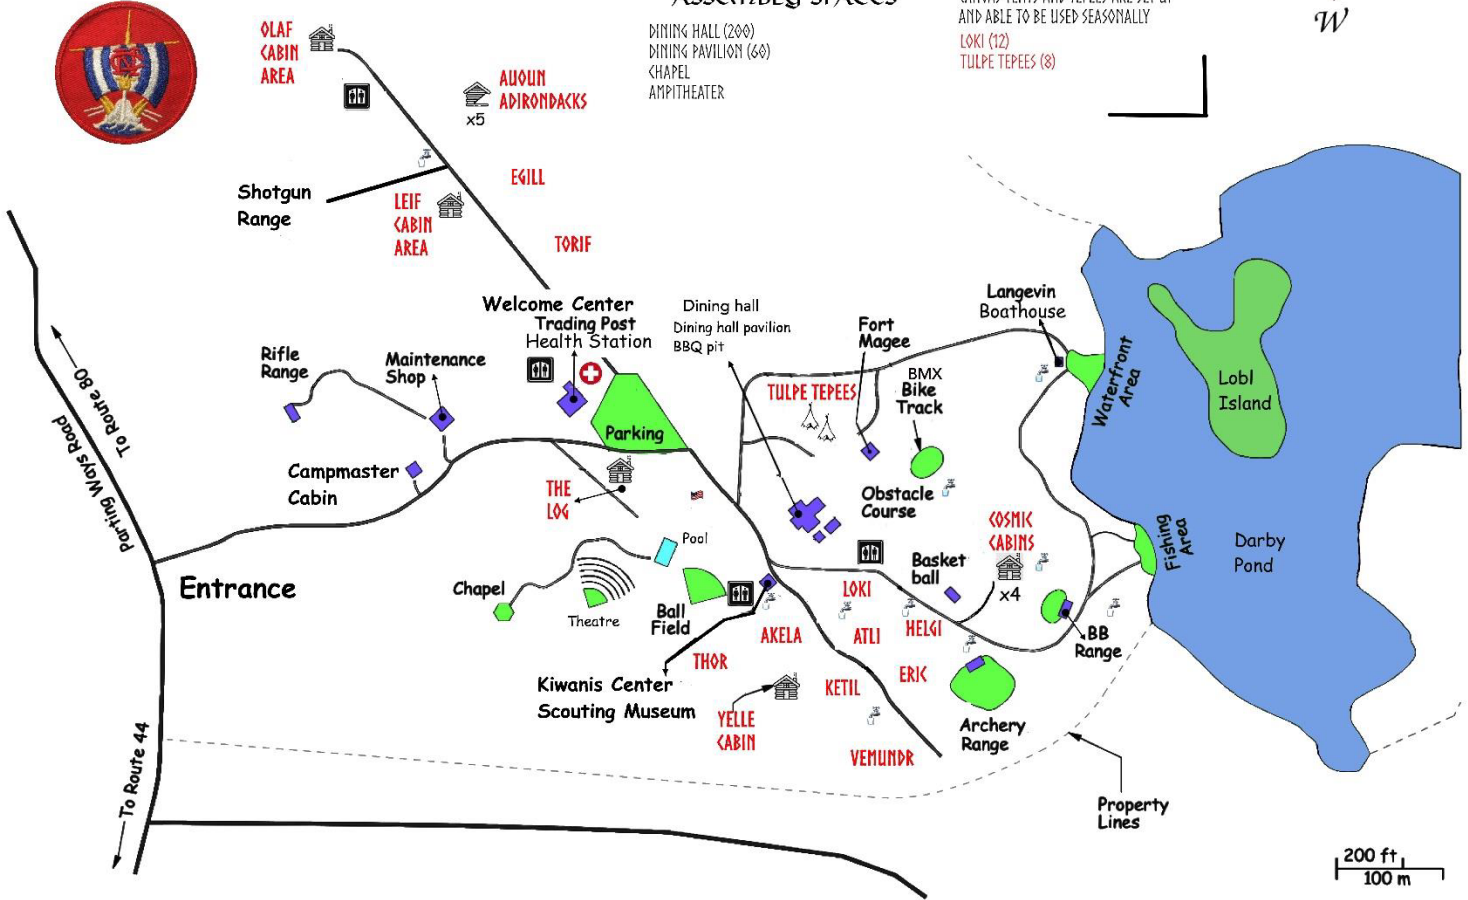 ASSEMBLY SPACES
DINING HALL (200)
DINING PAVILION (60)
CHAPEL
AMPITHEATER
AND ABLE TO BE USED SEASONALLY
LOKI (12)
TULPE TEPEES (8)
W
OLAF
CABIN
AREA
AUOUN
ADIRONDACKS
x5
EGILL
Shotgun
Range
LEIF
CABIN
AREA
TORIF
Welcome Center
Trading Post
Health Station
Dining hall
Dining hall pavilion
BBQ pit
Fort
Magee
Langevin
Boathouse
Rifle
Range
Maintenance
Shop
TULPE TEPEES
BMX
Bike
Track
Waterfront
Area
Lobl
Island
To Route 80
Parting Ways Road
Parking
Campmaster
Cabin
THE
LOG
Obstacle
Course
COSMIC
CABINS
x4
Fishing
Area
Darby
Pond
Pool
Entrance
Chapel
Theatre
Ball
Field
Basket
ball
LOKI
AKELA
ATLI
HELGI
BB
Range
THOR
ERIC
Kiwanis Center
Scouting Museum
KETIL
YELLE
CABIN
Archery
Range
VEMUNDR
To Route 44
Property
Lines
200 ft
100 m